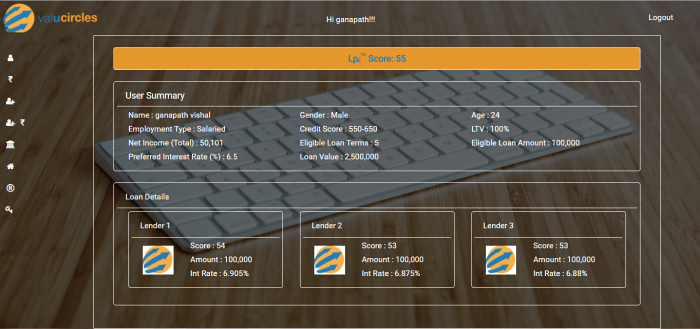 valucircles
Hi ganapath!!!
Logout
Lpᵢ™ Score: 55
User Summary
Name : ganapath vishal
Gender : Male
Age : 24
Employment Type : Salaried
Credit Score : 550-650
LTV : 100%
Net Income (Total) : 50,101
Eligible Loan Terms : 5
Eligible Loan Amount : 100,000
Preferred Interest Rate (%) : 6.5
Loan Value : 2,500,000
Loan Details
Lender 1
Score : 54
Amount : 100,000
Int Rate : 6.905%
Lender 2
Score : 53
Amount : 100,000
Int Rate : 6.875%
Lender 3
Score : 53
Amount : 100,000
Int Rate : 6.88%